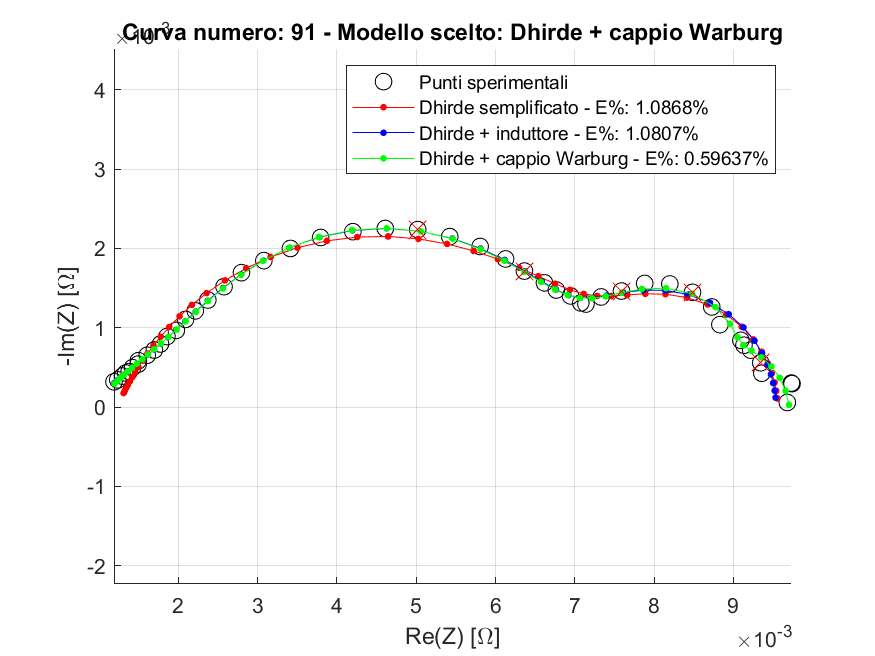 Curva numero: 91 - Modello scelto: Dhirde + cappio Warburg
×10-3
Punti sperimentali
Dhirde semplificato - E%: 1.0868%
Dhirde + induttore - E%: 1.0807%
Dhirde + cappio Warburg - E%: 0.59637%
4
3
2
1
0
-1
-2
-Im(Z) [Ω]
2 3 4 5 6 7 8 9
Re(Z) [Ω]
×10-3